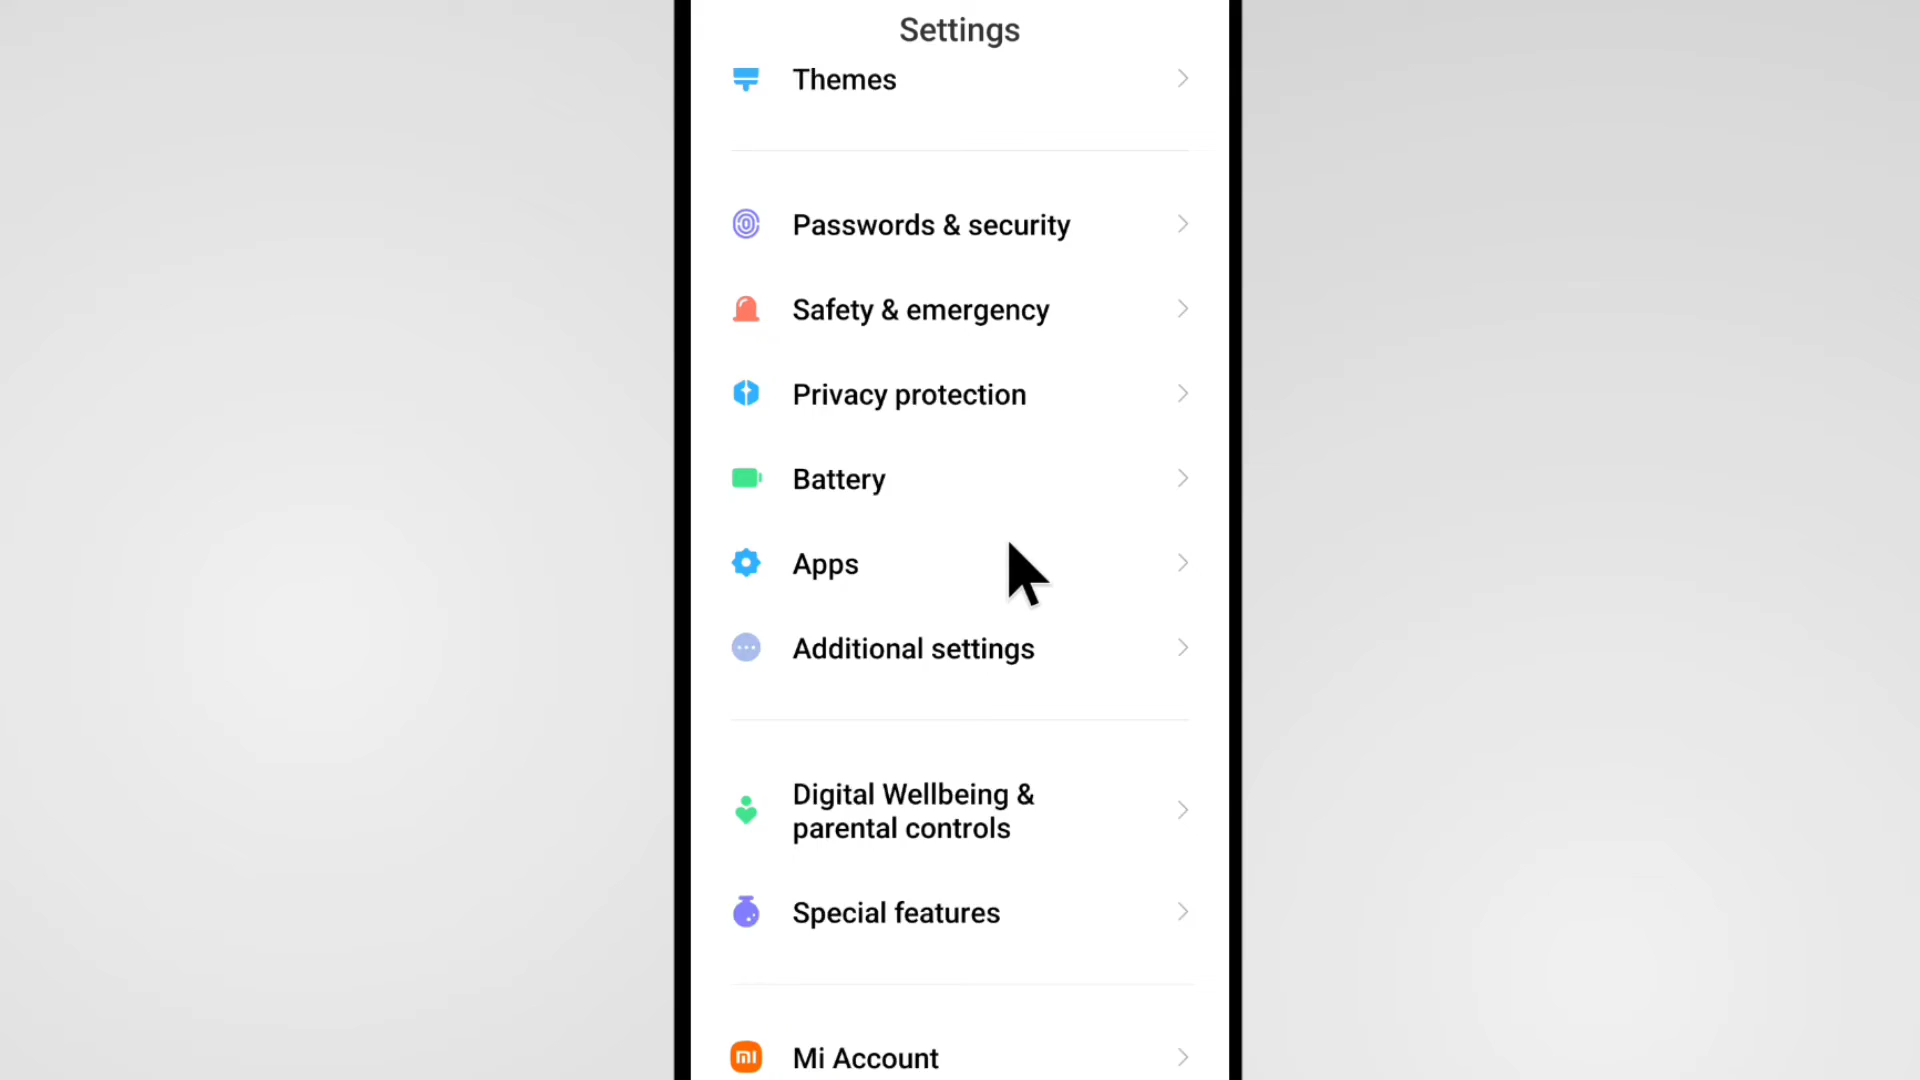 Settings
Themes
Passwords & security
Safety & emergency
Privacy protection
Battery
Apps
Additional settings
Digital Wellbeing &
parental controls
Special features
mi Mi Account